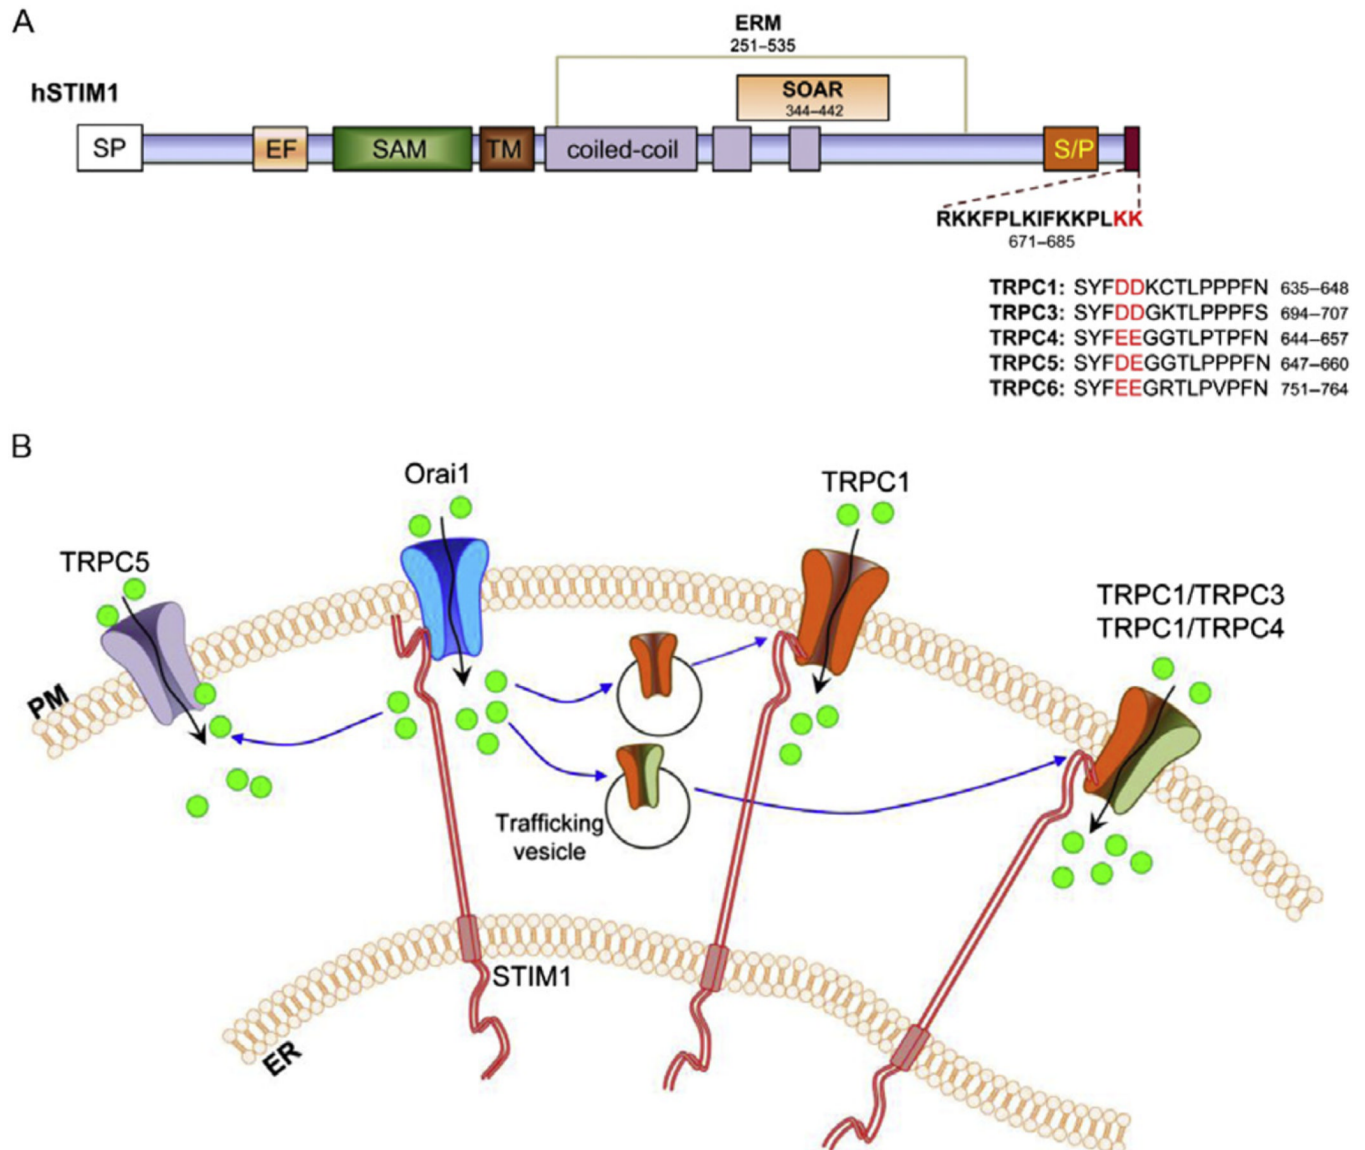 A
ERM
251–535
hSTIM1
SOAR
344–442
SP EF SAM TM coiled-coil S/P
RKKFPLKIFKKPLKK
671–685
TRPC1: SYFDDKCTLPPPFN 635–648
TRPC3: SYFDDGKTLPPPFS 694–707
TRPC4: SYFEEGGTLPTPFN 644–657
TRPC5: SYFDEGGTLPPPFN 647–660
TRPC6: SYFEEGRTLPVPFN 751–764
B
Orai1
TRPC1
TRPC5
TRPC1/TRPC3
TRPC1/TRPC4
PM
Trafficking
vesicle
STIM1
ER